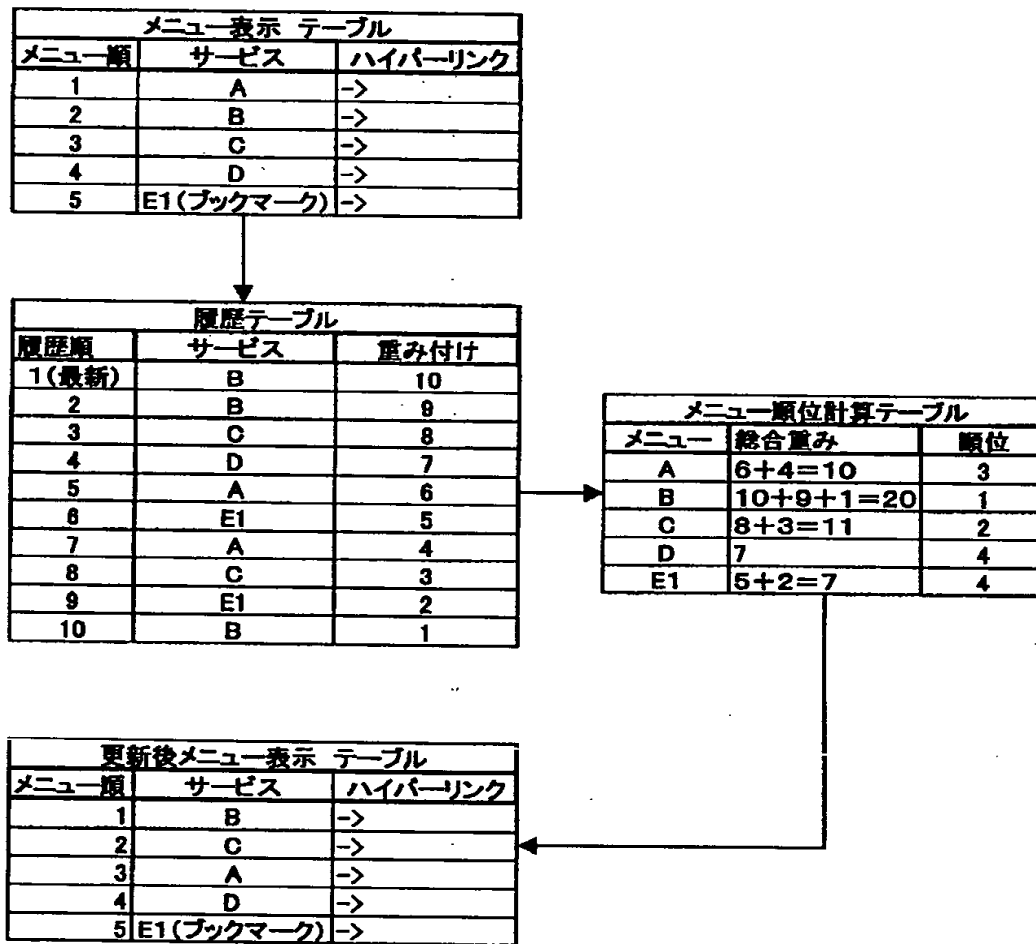 メニュー表示 テーブル
メニュー順 サービス ハイパーリンク
1 A ->
2 B ->
3 C ->
4 D ->
5 E1(ブックマーク) ->
履歴テーブル
履歴順 サービス 重み付け
1(最新) B 10
2 B 9
3 C 8
4 D 7
5 A 6
6 E1 5
7 A 4
8 C 3
9 E1 2
10 B 1
メニュー順位計算テーブル
メニュー 総合重み 順位
A 6+4=10 3
B 10+9+1=20 1
C 8+3=11 2
D 7 4
E1 5+2=7 4
更新後メニュー表示 テーブル
メニュー順 サービス ハイパーリンク
1 B ->
2 C ->
3 A ->
4 D ->
5 E1(ブックマーク) ->